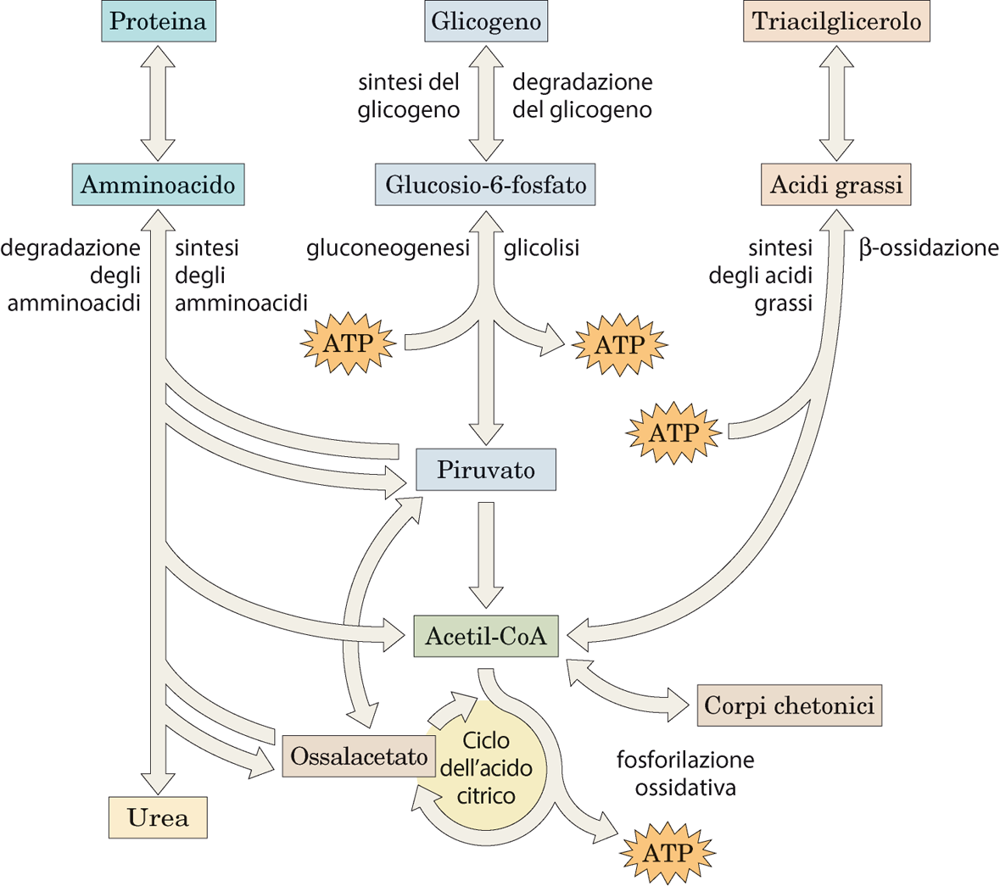 Proteina
Glicogeno
Triacilglicerolo
sintesi del
glicogeno
degradazione
del glicogeno
Amminoacido
Glucosio-6-fosfato
Acidi grassi
degradazione
degli
amminoacidi
sintesi
degli
amminoacidi
gluconeogenesi
glicolisi
sintesi
degli acidi
grassi
β-ossidazione
ATP
ATP
ATP
Piruvato
Acetil-CoA
Corpi chetonici
Ossalacetato
Ciclo
dell'acido
citrico
fosforilazione
ossidativa
Urea
ATP